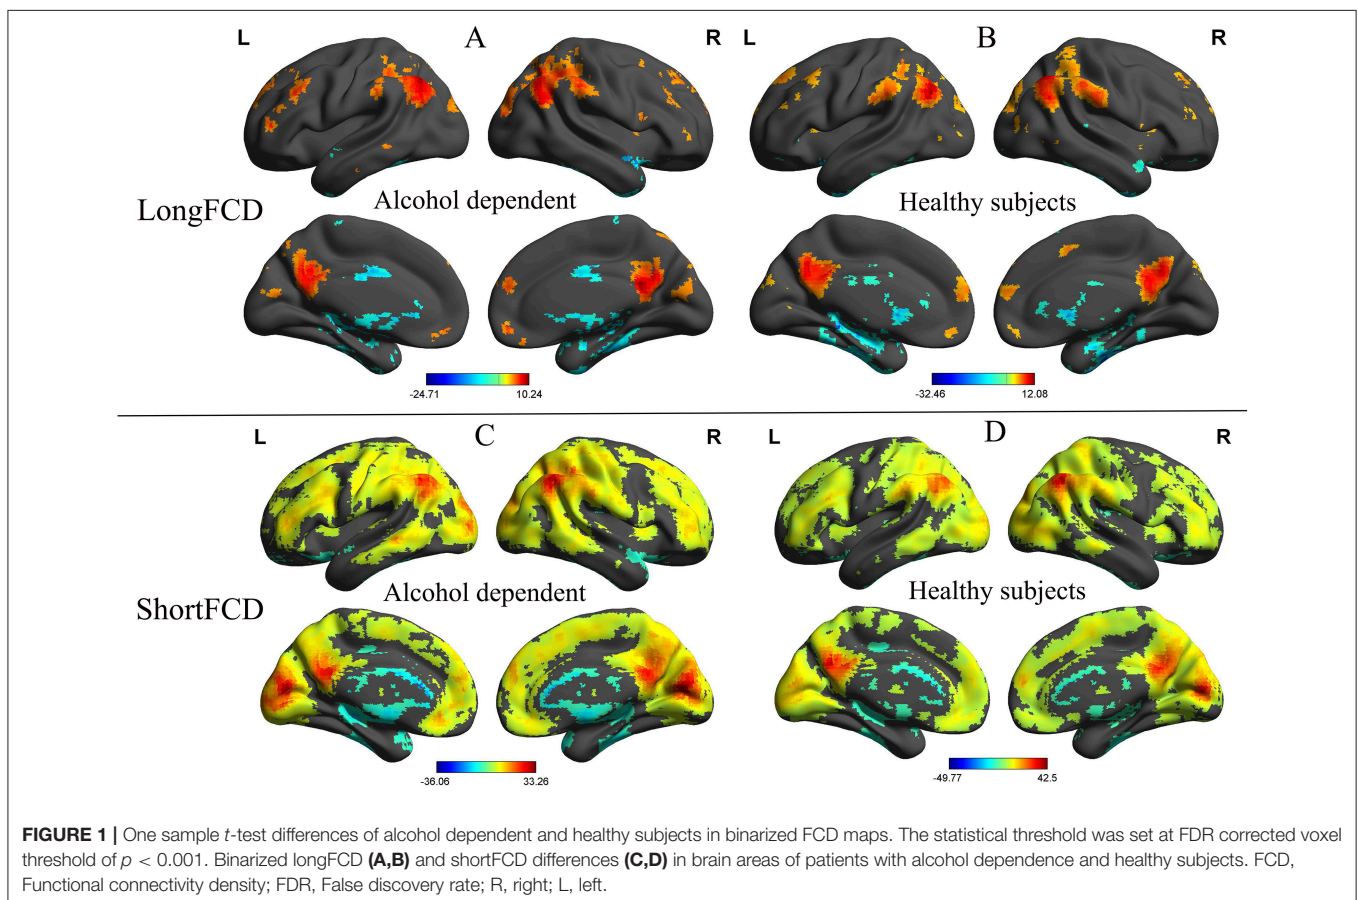 L A R L B R
LongFCD
Alcohol dependent Healthy subjects
-24.71 10.24 -32.46 12.08
L C R L D R
Alcohol dependent Healthy subjects
ShortFCD
-36.06 33.26 -49.77 42.5
FIGURE 1 | One sample t-test differences of alcohol dependent and healthy subjects in binarized FCD maps. The statistical threshold was set at FDR corrected voxel
threshold of p < 0.001. Binarized longFCD (A,B) and shortFCD differences (C,D) in brain areas of patients with alcohol dependence and healthy subjects. FCD,
Functional connectivity density; FDR, False discovery rate; R, right; L, left.